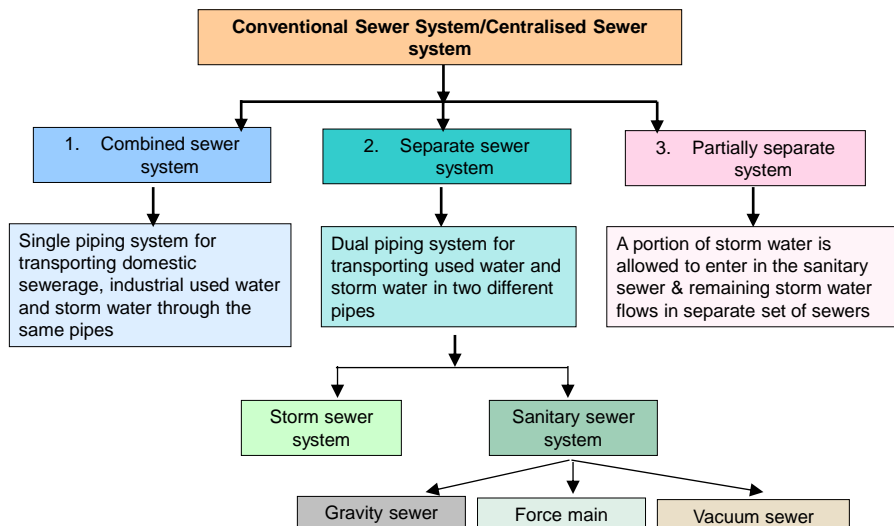 Conventional Sewer System/Centralised Sewer
system
1. Combined sewer
system
2. Separate sewer
system
3. Partially separate
system
Single piping system for
transporting domestic
sewerage, industrial used water
and storm water through the
same pipes
Dual piping system for
transporting used water and
storm water in two different
pipes
A portion of storm water is
allowed to enter in the sanitary
sewer & remaining storm water
flows in separate set of sewers
Storm sewer
system
Sanitary sewer
system
Gravity sewer
Force main
Vacuum sewer